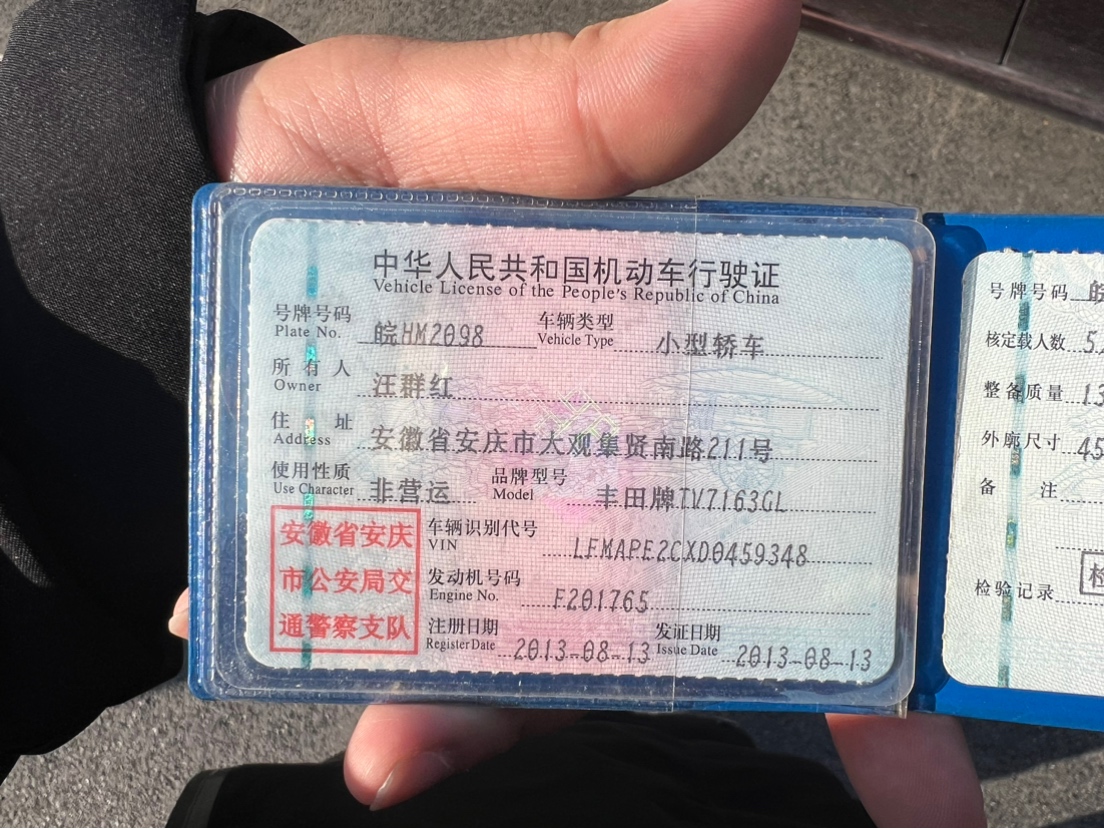 中华人民共和国机动车行驶证
Vehicle License of the People's Republic of China
号牌号码 皖HM2098 车辆类型 小型轿车
Plate No. Vehicle Type
所有人 汪群红
Owner
住址 安徽省安庆市大观集贤南路211号
Address
使用性质 非营运 品牌型号 丰田牌TV7163GL
Use Character Model
车辆识别代号 LFMAPE2CXD0459348
VIN
发动机号码 F201765
Engine No.
注册日期 2013-08-13 发证日期 2013-08-13
Register Date Issue Date
安徽省安庆
市公安局交
通警察支队
号牌号码 皖
核定载人数 5
整备质量 13
外廓尺寸 45
备注
检验记录 检